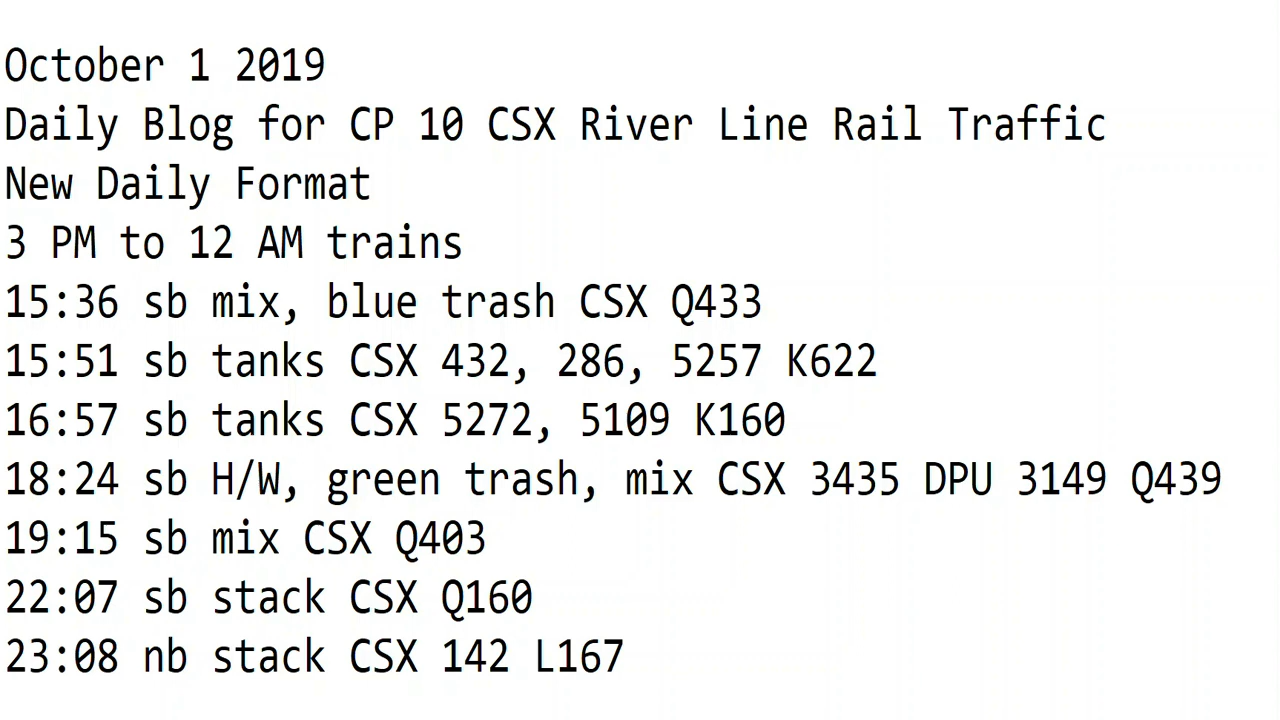 October 1 2019
Daily Blog for CP 10 CSX River Line Rail Traffic
New Daily Format
3 PM to 12 AM trains
15:36 sb mix, blue trash CSX Q433
15:51 sb tanks CSX 432, 286, 5257 K622
16:57 sb tanks CSX 5272, 5109 K160
18:24 sb H/W, green trash, mix CSX 3435 DPU 3149 Q439
19:15 sb mix CSX Q403
22:07 sb stack CSX Q160
23:08 nb stack CSX 142 L167